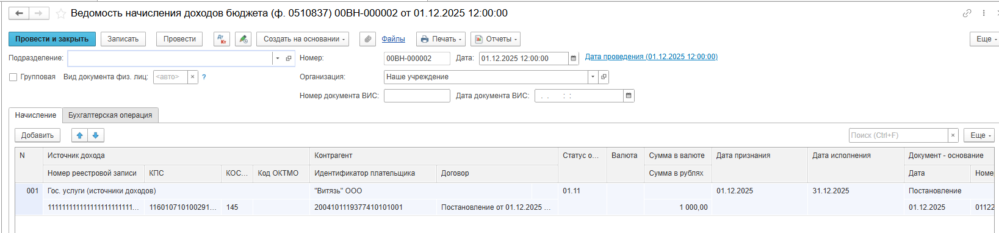 Ведомость начисления доходов бюджета (ф. 0510837) 00ВН-000002 от 01.12.2025 12:00:00
Провести и закрыть Записать Провести Дт Кт Создать на основании Файлы Печать Отчеты Еще
Подразделение: Номер: 00ВН-000002 Дата: 01.12.2025 12:00:00 Дата проведения (01.12.2025 12:00:00)
Групповая Вид документа физ. лиц: <авто> × ? Организация: Наше учреждение
Номер документа ВИС: Дата документа ВИС: . . : :
Начисление Бухгалтерская операция
Добавить Поиск (Ctrl+F) × Еще
N Источник дохода Контрагент Статус о... Валюта Сумма в валюте Дата признания Дата исполнения Документ - основание
Номер реестровой записи КПС КОС... Код ОКТМО Идентификатор плательщика Договор Сумма в рублях Дата Номе
001 Гос. услуги (источники доходов) "Витязь" ООО 01.11 01.12.2025 31.12.2025 Постановление
116010710100291... 145 2004101119377410101001 Постановление от 01.12.2025 ... 1 000,00 01.12.2025 01122